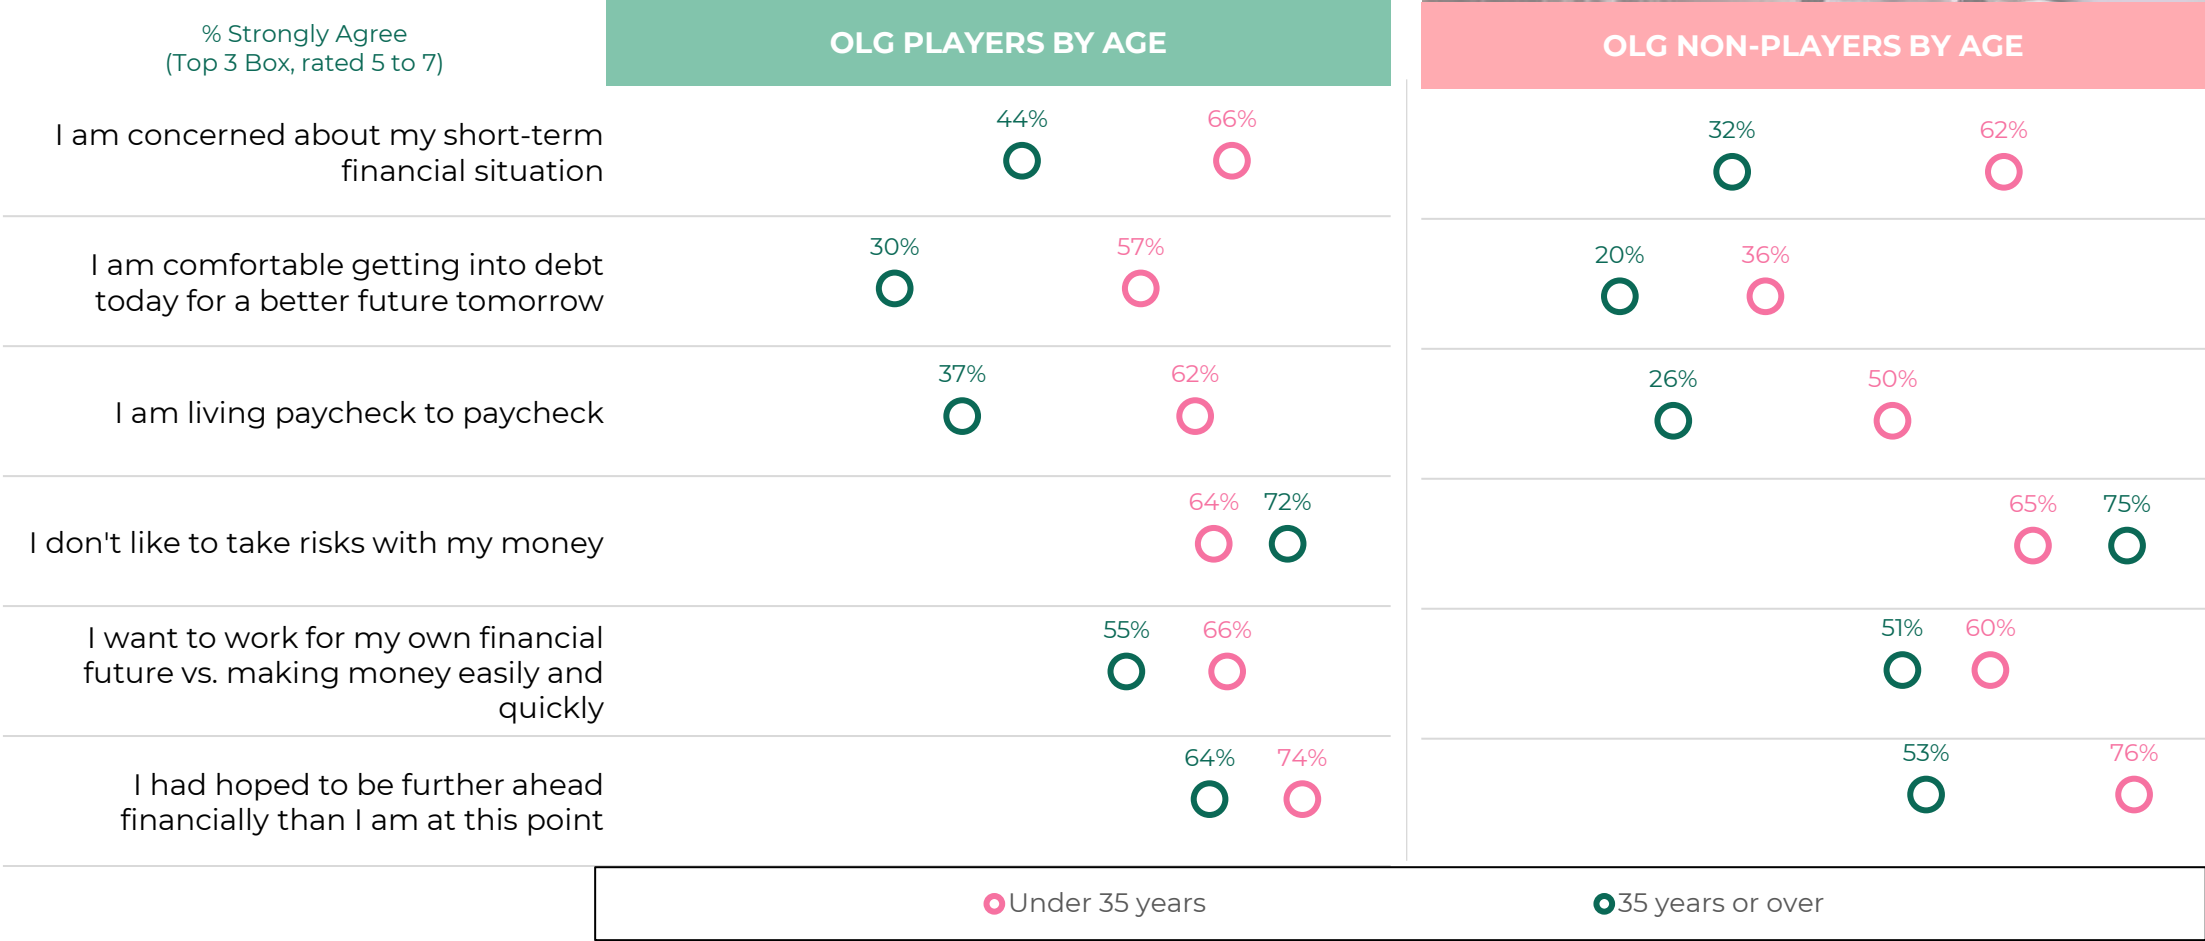 % Strongly Agree
(Top 3 Box, rated 5 to 7)
OLG PLAYERS BY AGE
OLG NON-PLAYERS BY AGE
I am concerned about my short-term
financial situation
44% 66%
32% 62%
I am comfortable getting into debt
today for a better future tomorrow
30% 57%
20% 36%
I am living paycheck to paycheck
37% 62%
26% 50%
I don't like to take risks with my money
64% 72%
65% 75%
I want to work for my own financial
future vs. making money easily and
quickly
55% 66%
51% 60%
I had hoped to be further ahead
financially than I am at this point
64% 74%
53% 76%
Under 35 years
35 years or over